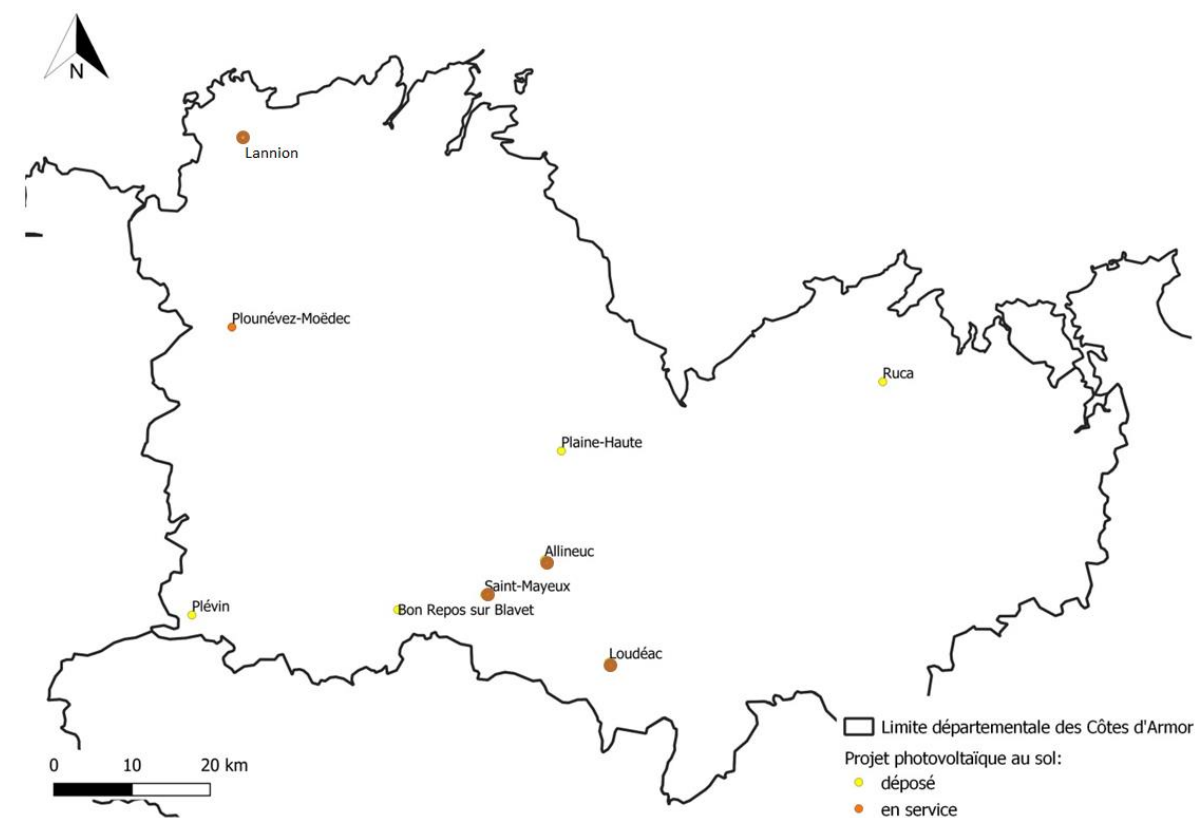 N
Lannion
Plounévez-Moëdec
Ruca
Plaine-Haute
Allineuc
Saint-Mayeux
Plévin
Bon Repos sur Blavet
Loudéac
Limite départementale des Côtes d'Armor
Projet photovoltaïque au sol:
déposé
en service
0 10 20 km